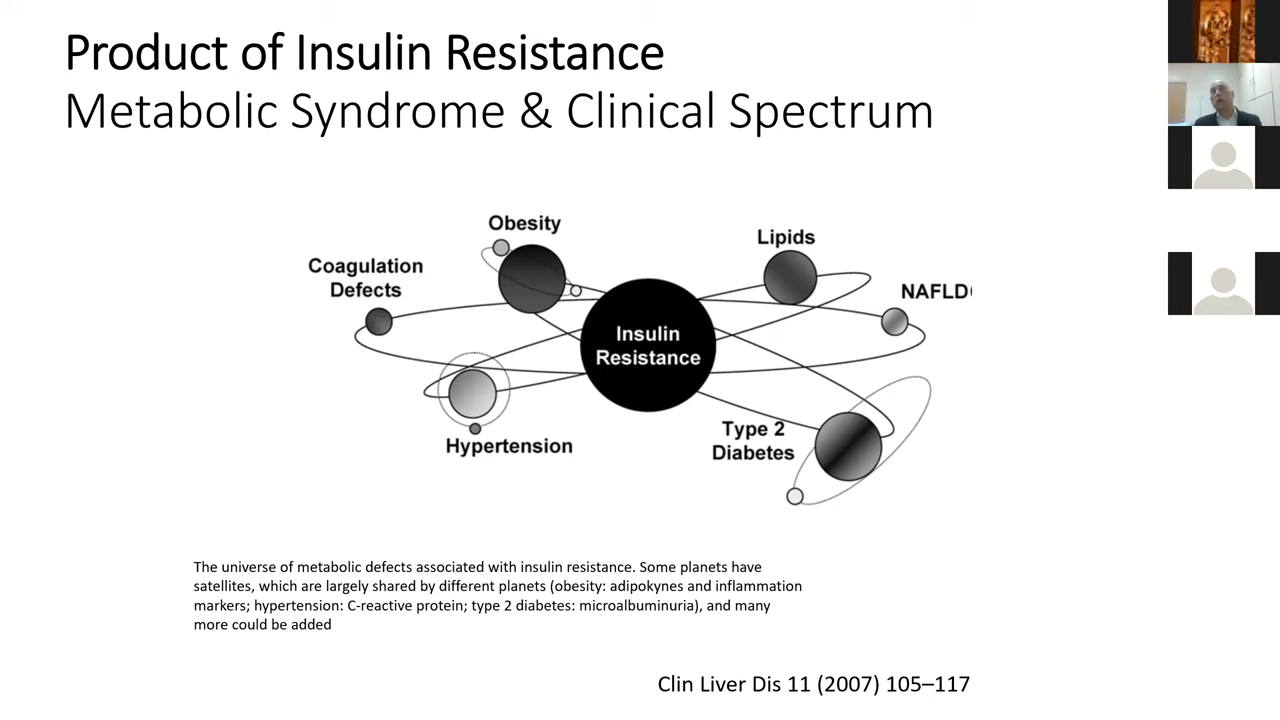 Product of Insulin Resistance
Metabolic Syndrome & Clinical Spectrum
Obesity
Lipids
Coagulation
Defects
NAFLD
Insulin
Resistance
Type 2
Diabetes
Hypertension
The universe of metabolic defects associated with insulin resistance. Some planets have
satellites, which are largely shared by different planets (obesity: adipokynes and inflammation
markers; hypertension: C-reactive protein; type 2 diabetes: microalbuminuria), and many
more could be added
Clin Liver Dis 11 (2007) 105–117